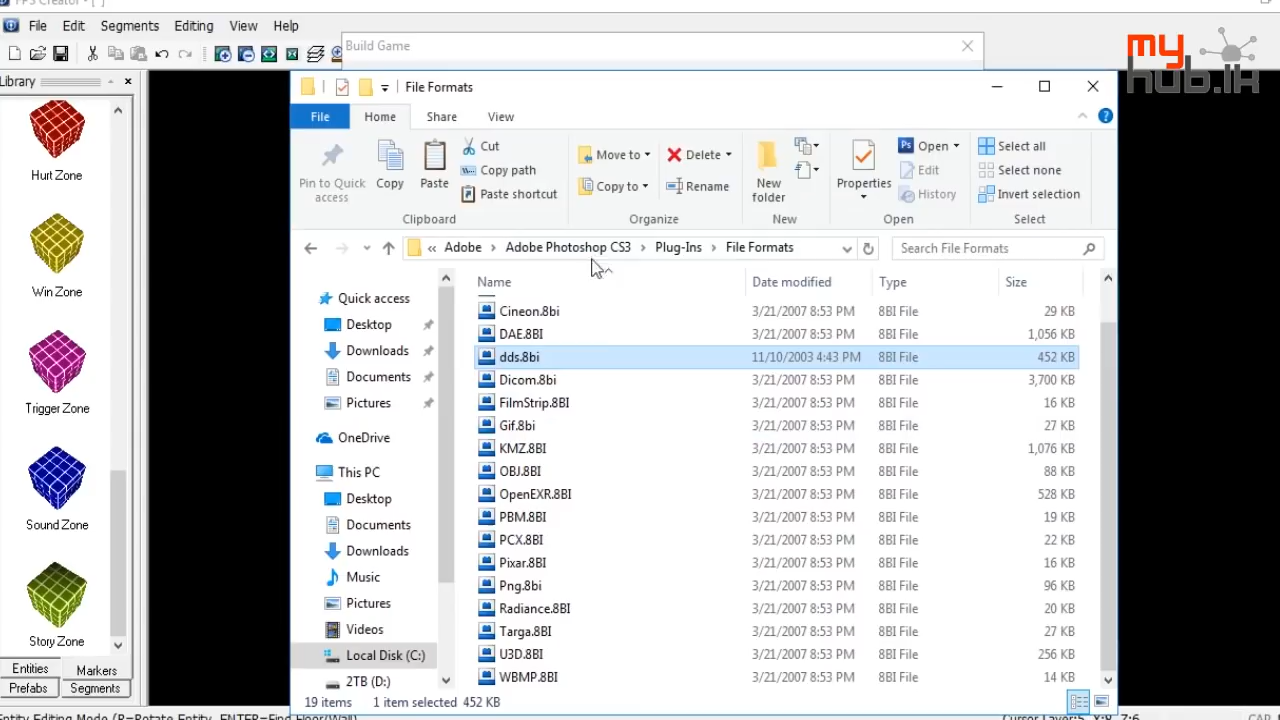 FPS Creator - [ ]
File Edit Segments Editing View Help
Build Game
my
hub.lk
Library
Hurt Zone
Win Zone
Trigger Zone
Sound Zone
Story Zone
Entities Markers
Prefabs Segments
File Formats
File Home Share View
Pin to Quick access
Copy
Paste
Cut
Copy path
Paste shortcut
Clipboard
Move to
Copy to
Delete
Rename
Organize
New folder
New
Properties
Open
Edit
History
Open
Select all
Select none
Invert selection
Select
« Adobe > Adobe Photoshop CS3 > Plug-Ins > File Formats
Search File Formats
Quick access
Desktop
Downloads
Documents
Pictures
OneDrive
This PC
Desktop
Documents
Downloads
Music
Pictures
Videos
Local Disk (C:)
2TB (D:)
Name Date modified Type Size
Cineon.8bi 3/21/2007 8:53 PM 8BI File 29 KB
DAE.8BI 3/21/2007 8:53 PM 8BI File 1,056 KB
dds.8bi 11/10/2003 4:43 PM 8BI File 452 KB
Dicom.8bi 3/21/2007 8:53 PM 8BI File 3,700 KB
FilmStrip.8BI 3/21/2007 8:53 PM 8BI File 16 KB
Gif.8bi 3/21/2007 8:53 PM 8BI File 27 KB
KMZ.8BI 3/21/2007 8:53 PM 8BI File 1,076 KB
OBJ.8BI 3/21/2007 8:53 PM 8BI File 88 KB
OpenEXR.8BI 3/21/2007 8:53 PM 8BI File 528 KB
PBM.8BI 3/21/2007 8:53 PM 8BI File 19 KB
PCX.8BI 3/21/2007 8:53 PM 8BI File 22 KB
Pixar.8BI 3/21/2007 8:53 PM 8BI File 16 KB
Png.8bi 3/21/2007 8:53 PM 8BI File 96 KB
Radiance.8BI 3/21/2007 8:53 PM 8BI File 20 KB
Targa.8BI 3/21/2007 8:53 PM 8BI File 27 KB
U3D.8BI 3/21/2007 8:53 PM 8BI File 256 KB
WBMP.8BI 3/21/2007 8:53 PM 8BI File 14 KB
19 items 1 item selected 452 KB
Entity Editing Mode (R=Rotate Entity, ENTER=Find Floor/Wall)